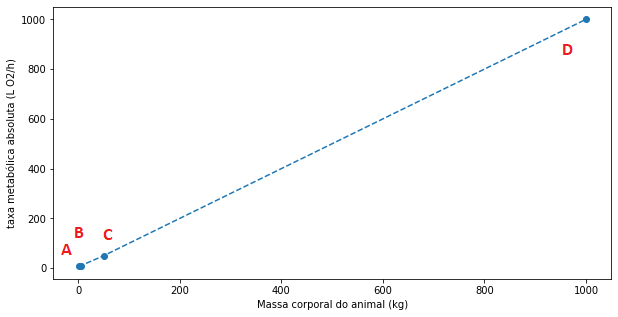 taxa metabólica absoluta (L O2/h)
1000
800
600
400
200
0
A
B
C
D
0
200
400
600
800
1000
Massa corporal do animal (kg)